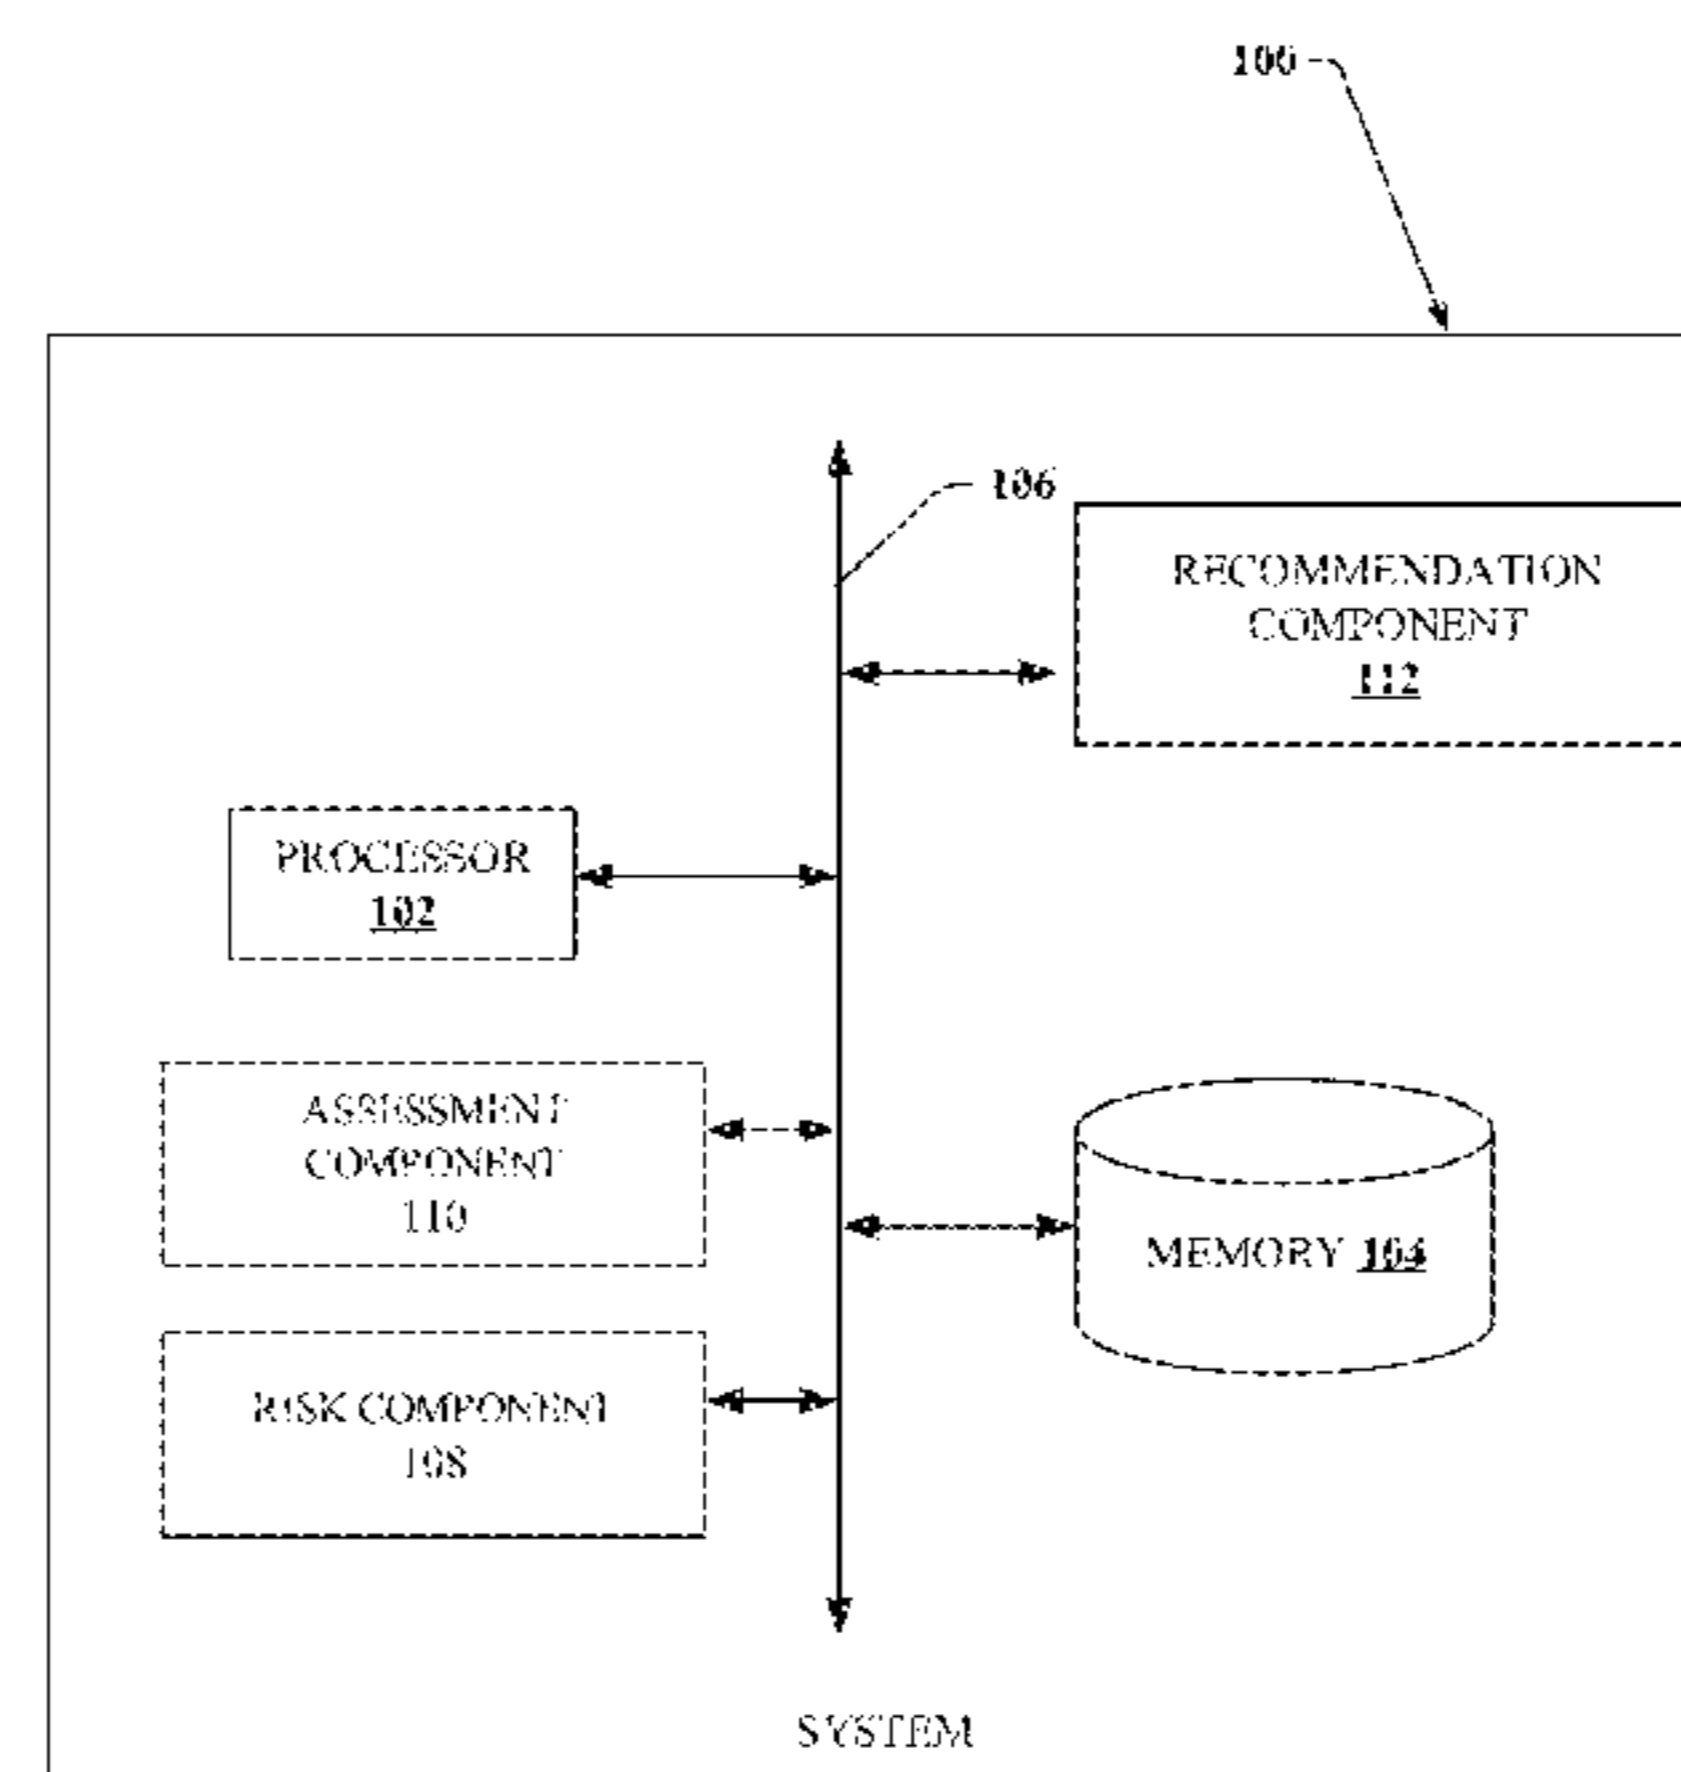 100
106
RECOMMENDATION
COMPONENT
112
PROCESSOR
102
ASSESSMENT
COMPONENT
110
MEMORY 104
RISK COMPONENT
108
SYSTEM